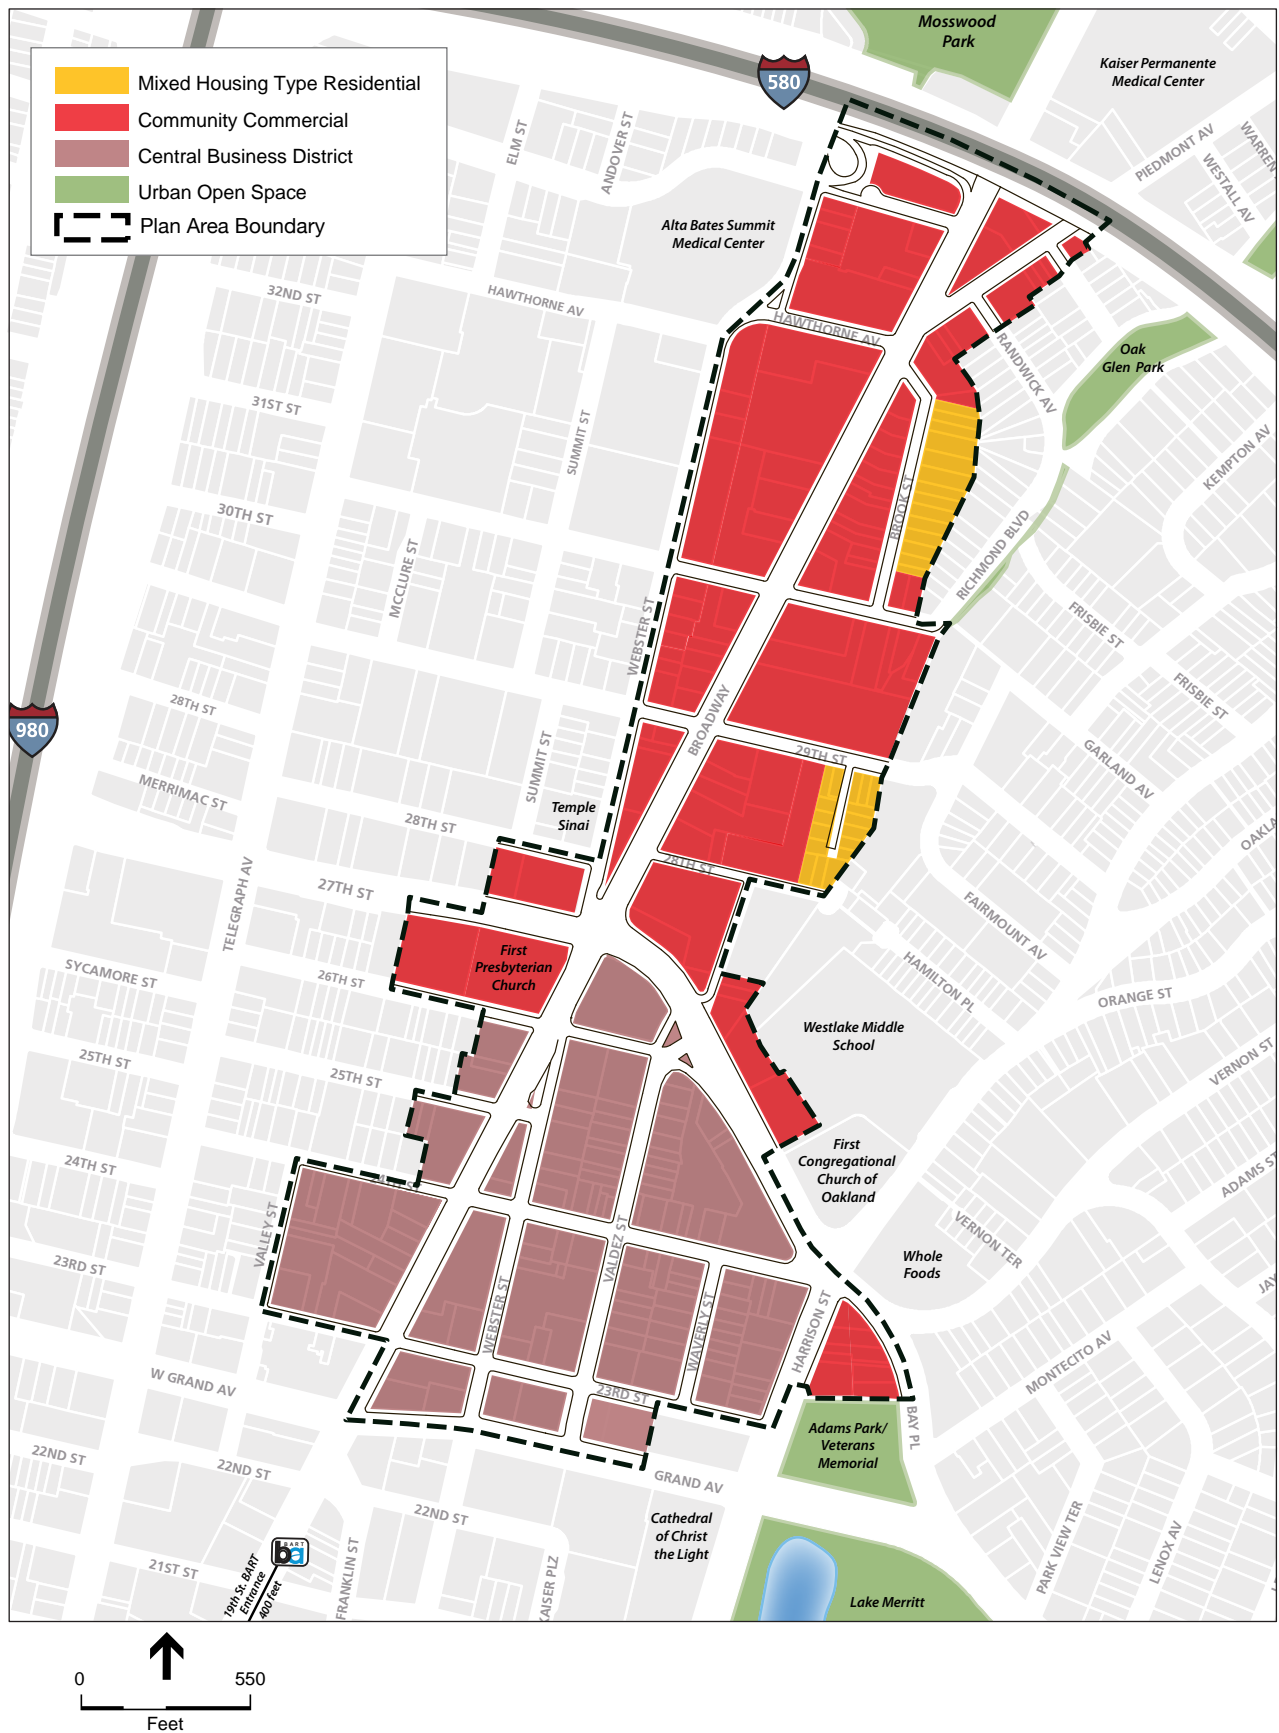 Mixed Housing Type Residential
Community Commercial
Central Business District
Urban Open Space
Plan Area Boundary
Mosswood
Park
Kaiser Permanente
Medical Center
580
PIEDMONT AV
WARREN
WESTALL AV
ELM ST
ANDOVER ST
Alta Bates Summit
Medical Center
32ND ST
HAWTHORNE AV
HAWTHORNE AV
RANDWICK AV
Oak
Glen Park
31ST ST
SUMMIT ST
KEMPTON AV
30TH ST
BROOK ST
RICHMOND BLVD
MCCLURE ST
WEBSTER ST
FRISBIE ST
FRISBIE ST
980
28TH ST
BROADWAY
29TH ST
GARLAND AV
SUMMIT ST
MERRIMAC ST
Temple
Sinai
28TH ST
28TH ST
OAKLA
27TH ST
TELEGRAPH AV
FAIRMOUNT AV
First
Presbyterian
Church
SYCAMORE ST
26TH ST
HAMILTON PL
ORANGE ST
Westlake Middle
School
25TH ST
25TH ST
VERNON ST
First
Congregational
Church of
Oakland
24TH ST
24TH ST
ADAMS ST
VALLEY ST
VALDEZ ST
VERNON TER
23RD ST
Whole
Foods
JAY
WEBSTER ST
WAVERLY ST
HARRISON ST
MONTECITO AV
W GRAND AV
23RD ST
BAY PL
Adams Park/
Veterans
Memorial
22ND ST
22ND ST
GRAND AV
22ND ST
Cathedral
of Christ
the Light
PARK VIEW TER
LENOX AV
BART
ba
21ST ST
19th St. BART
Entrance
400 feet
FRANKLIN ST
KAISER PLZ
Lake Merritt
0 550
Feet